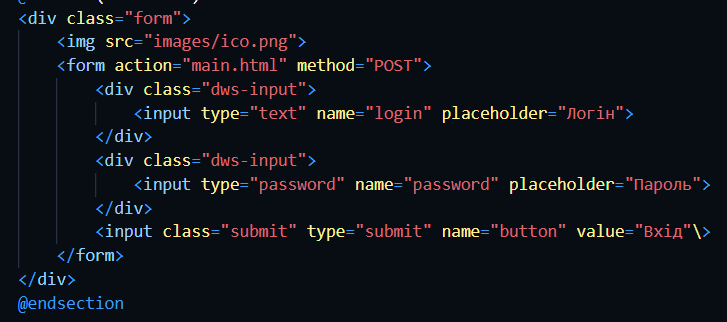 <div class="form">
<img src="images/ico.png">
<form action="main.html" method="POST">
<div class="dws-input">
<input type="text" name="login" placeholder="Логін">
</div>
<div class="dws-input">
<input type="password" name="password" placeholder="Пароль">
</div>
<input class="submit" type="submit" name="button" value="Вхід"\>
</form>
</div>
@endsection